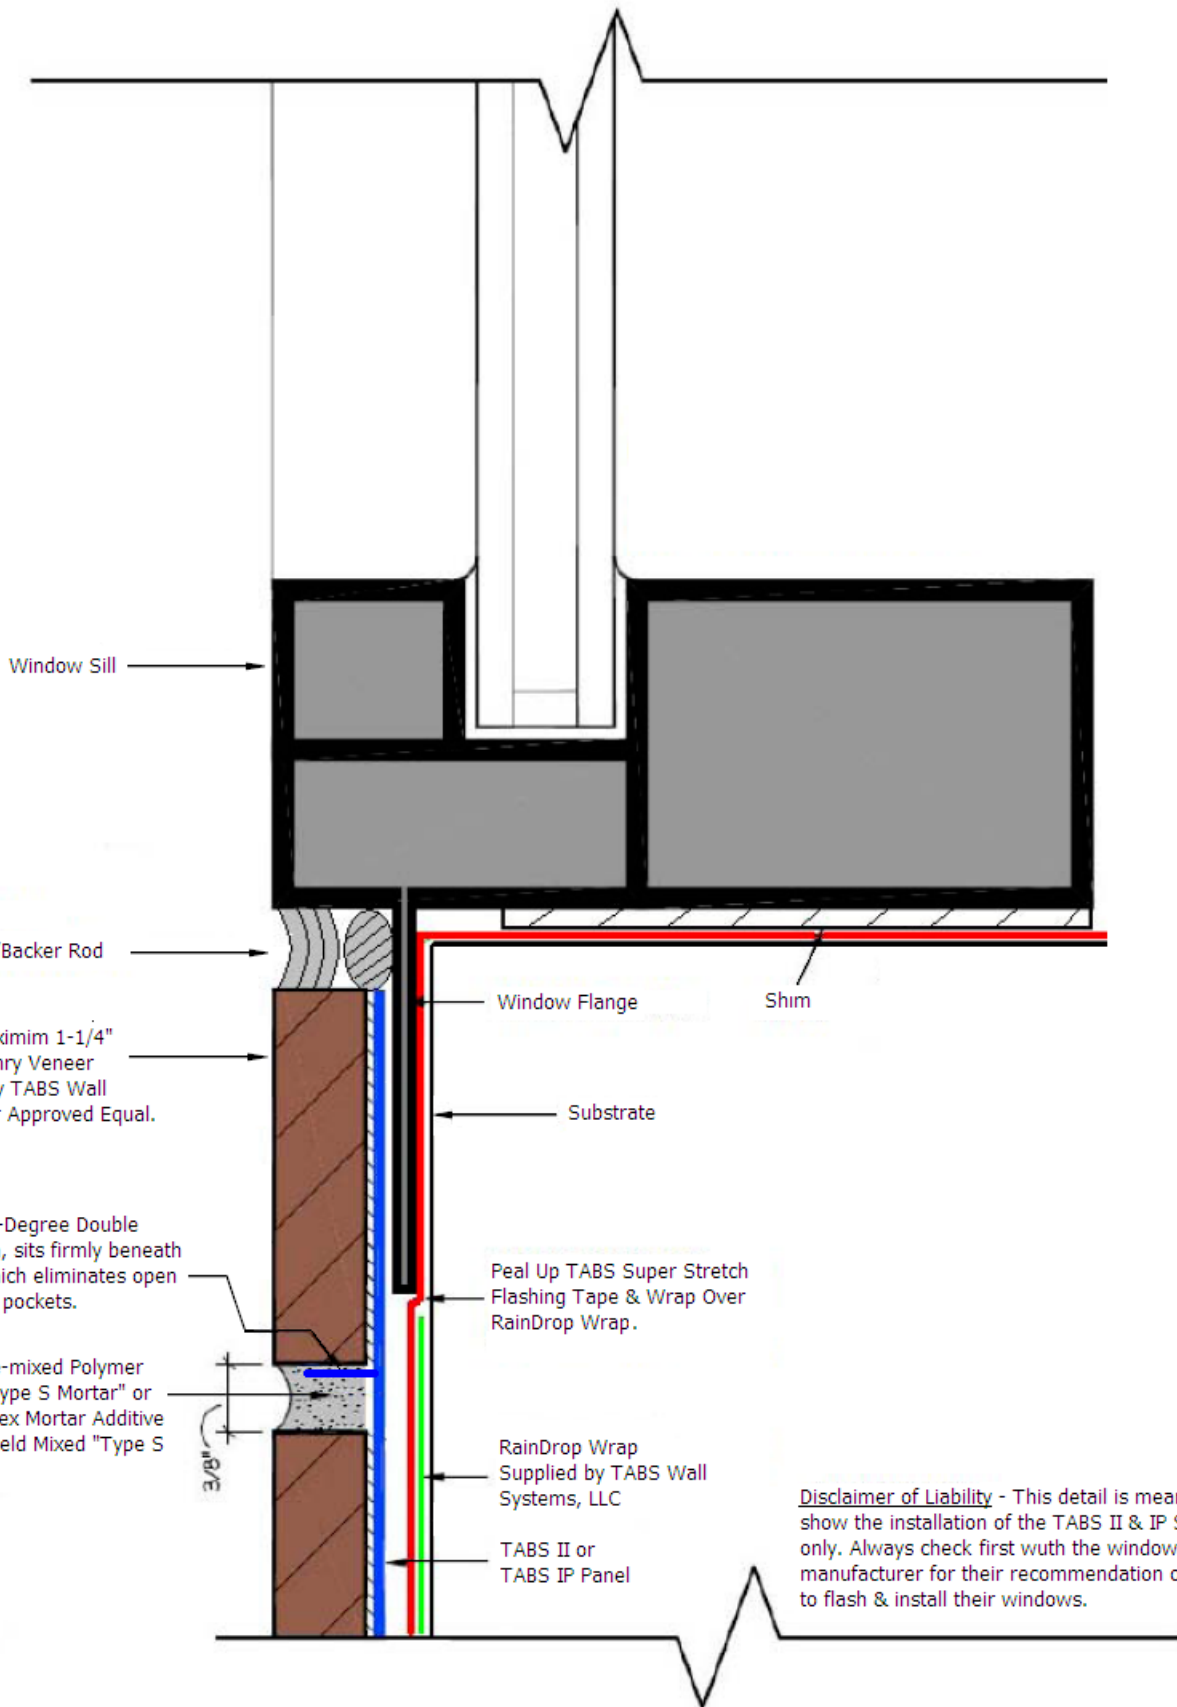 Window Sill
Backer Rod
Window Flange
Shim
ximim 1-1/4"
nry Veneer
y TABS Wall
r Approved Equal.
Substrate
-Degree Double
, sits firmly beneath
ich eliminates open
pockets.
Peal Up TABS Super Stretch
Flashing Tape & Wrap Over
RainDrop Wrap.
-mixed Polymer
ype S Mortar" or
ex Mortar Additive
eld Mixed "Type S
3/8"
RainDrop Wrap
Supplied by TABS Wall
Systems, LLC
TABS II or
TABS IP Panel
Disclaimer of Liability - This detail is mean
show the installation of the TABS II & IP S
only. Always check first wuth the window
manufacturer for their recommendation o
to flash & install their windows.